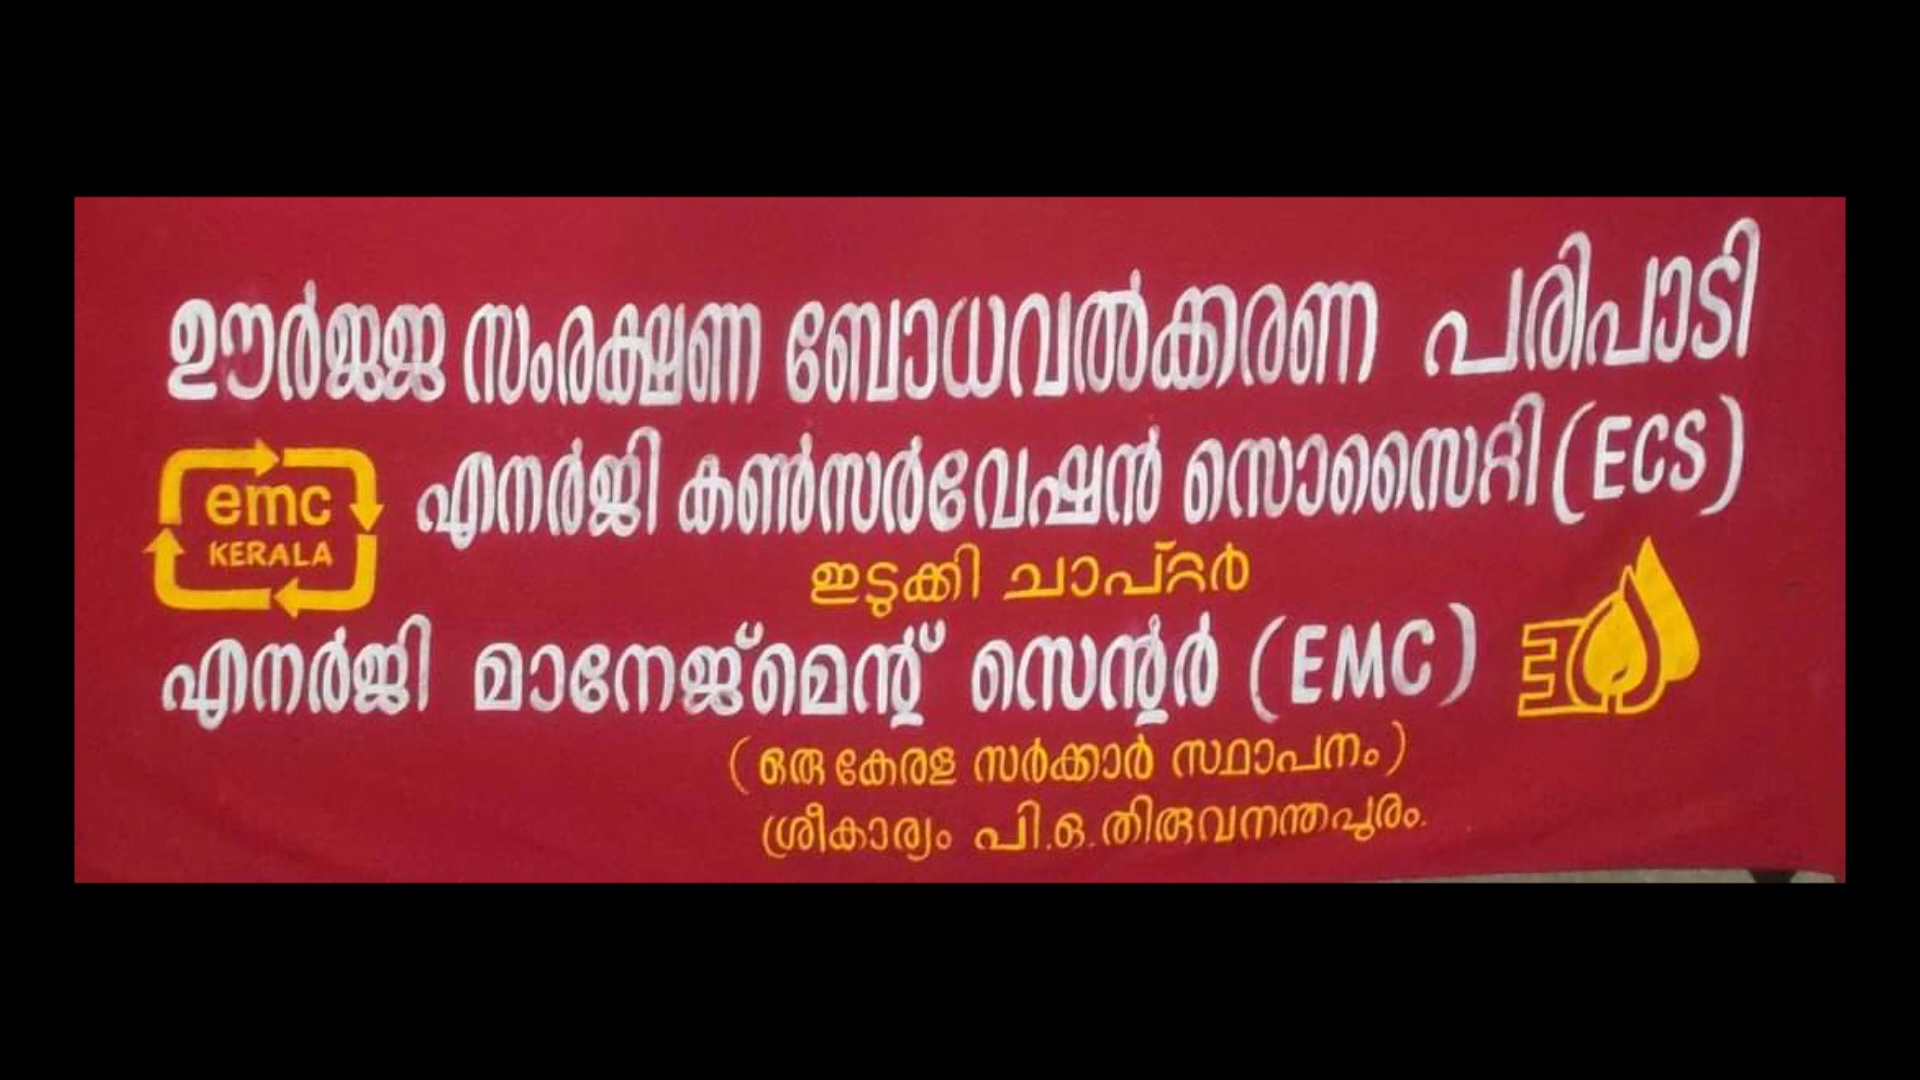 ഊർജ്ജ സംരക്ഷണ ബോധവൽക്കരണ പരിപാടി
emc
KERALA
എനർജി കൺസർവേഷൻ സൊസൈറ്റി (ECS)
ഇടുക്കി ചാപ്റ്റർ
എനർജി മാനേജ്മെന്റ് സെന്റർ (EMC)
(ഒരു കേരള സർക്കാർ സ്ഥാപനം)
ശ്രീകാര്യം പി.ഒ. തിരുവനന്തപുരം.